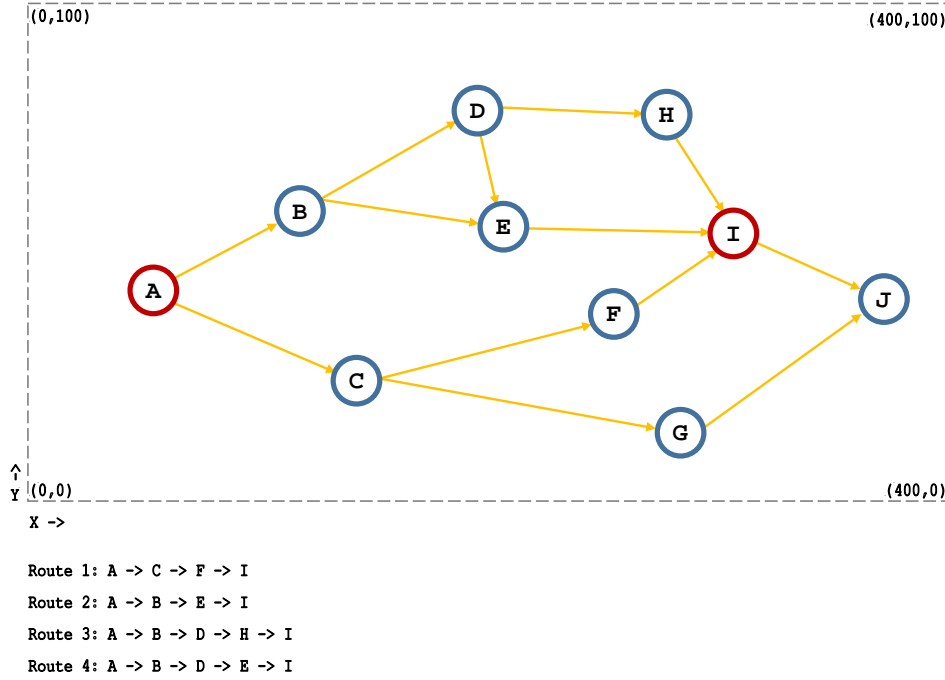 (0,100)
(400,100)
D
H
B
E
I
A
J
F
C
G
Y ->
(0,0)
(400,0)
X ->
Route 1: A -> C -> F -> I
Route 2: A -> B -> E -> I
Route 3: A -> B -> D -> H -> I
Route 4: A -> B -> D -> E -> I